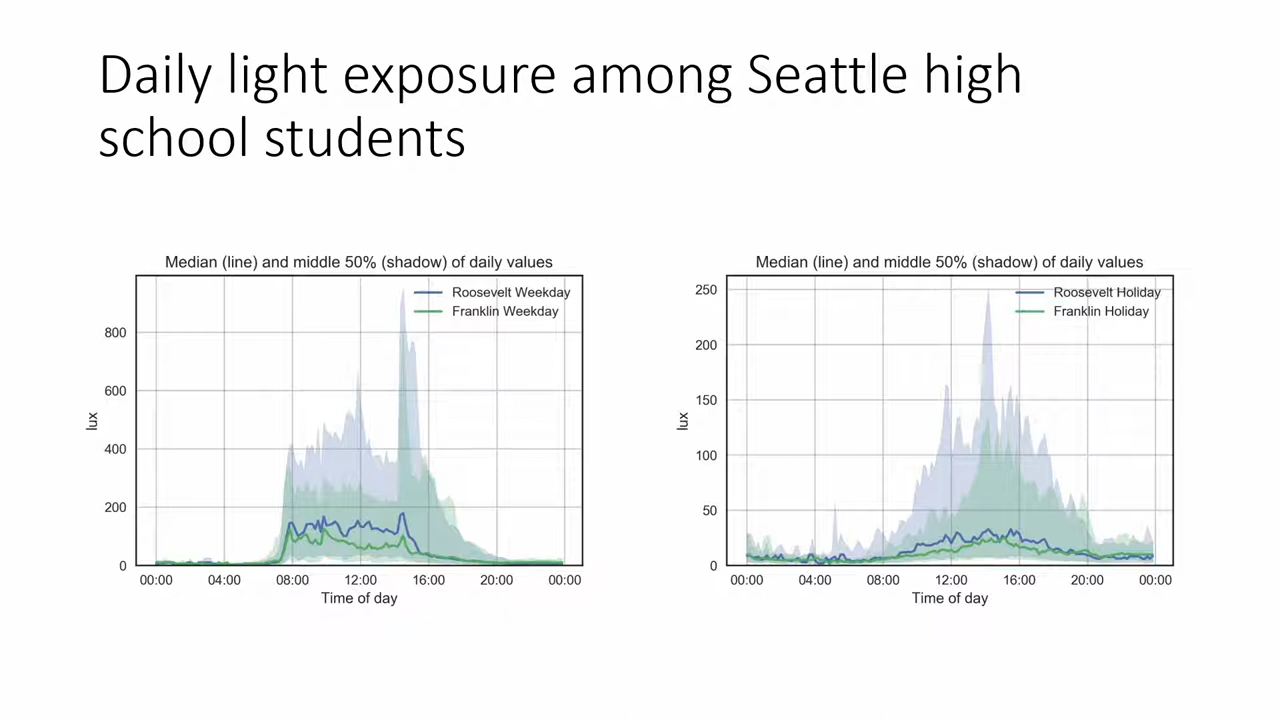 Daily light exposure among Seattle high
school students
Median (line) and middle 50% (shadow) of daily values
Roosevelt Weekday
Franklin Weekday
800
600
400
200
0
lux
00:00 04:00 08:00 12:00 16:00 20:00 00:00
Time of day
Median (line) and middle 50% (shadow) of daily values
Roosevelt Holiday
Franklin Holiday
250
200
150
100
50
0
lux
00:00 04:00 08:00 12:00 16:00 20:00 00:00
Time of day